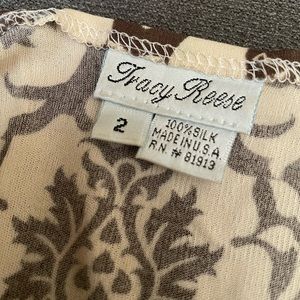 Tracy Reese
2
100% SILK
MADE IN U.S.A.
R.N. # 81913